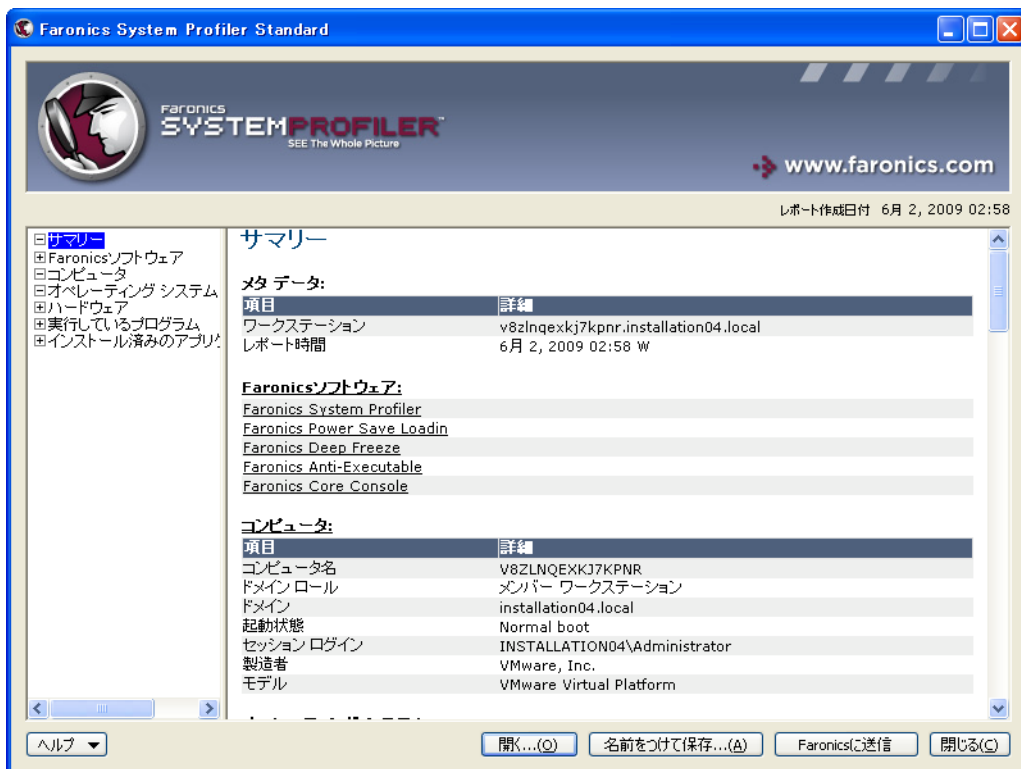 Faronics System Profiler Standard
Faronics
SYSTEMPROFILER™
SEE The Whole Picture
www.faronics.com
レポート作成日付 6月 2, 2009 02:58
サマリー
Faronicsソフトウェア
コンピュータ
オペレーティング システム
ハードウェア
実行しているプログラム
インストール済みのアプリケ
サマリー
メタ データ:
項目 詳細
ワークステーション v8zlnqexkj7kpnr.installation04.local
レポート時間 6月 2, 2009 02:58 W
Faronicsソフトウェア:
Faronics System Profiler
Faronics Power Save Loadin
Faronics Deep Freeze
Faronics Anti-Executable
Faronics Core Console
コンピュータ:
項目 詳細
コンピュータ名 V8ZLNQEXKJ7KPNR
ドメイン ロール メンバー ワークステーション
ドメイン installation04.local
起動状態 Normal boot
セッション ログイン INSTALLATION04\Administrator
製造者 VMware, Inc.
モデル VMware Virtual Platform
ヘルプ
開く...(O)
名前をつけて保存...(A)
Faronicsに送信
閉じる(C)